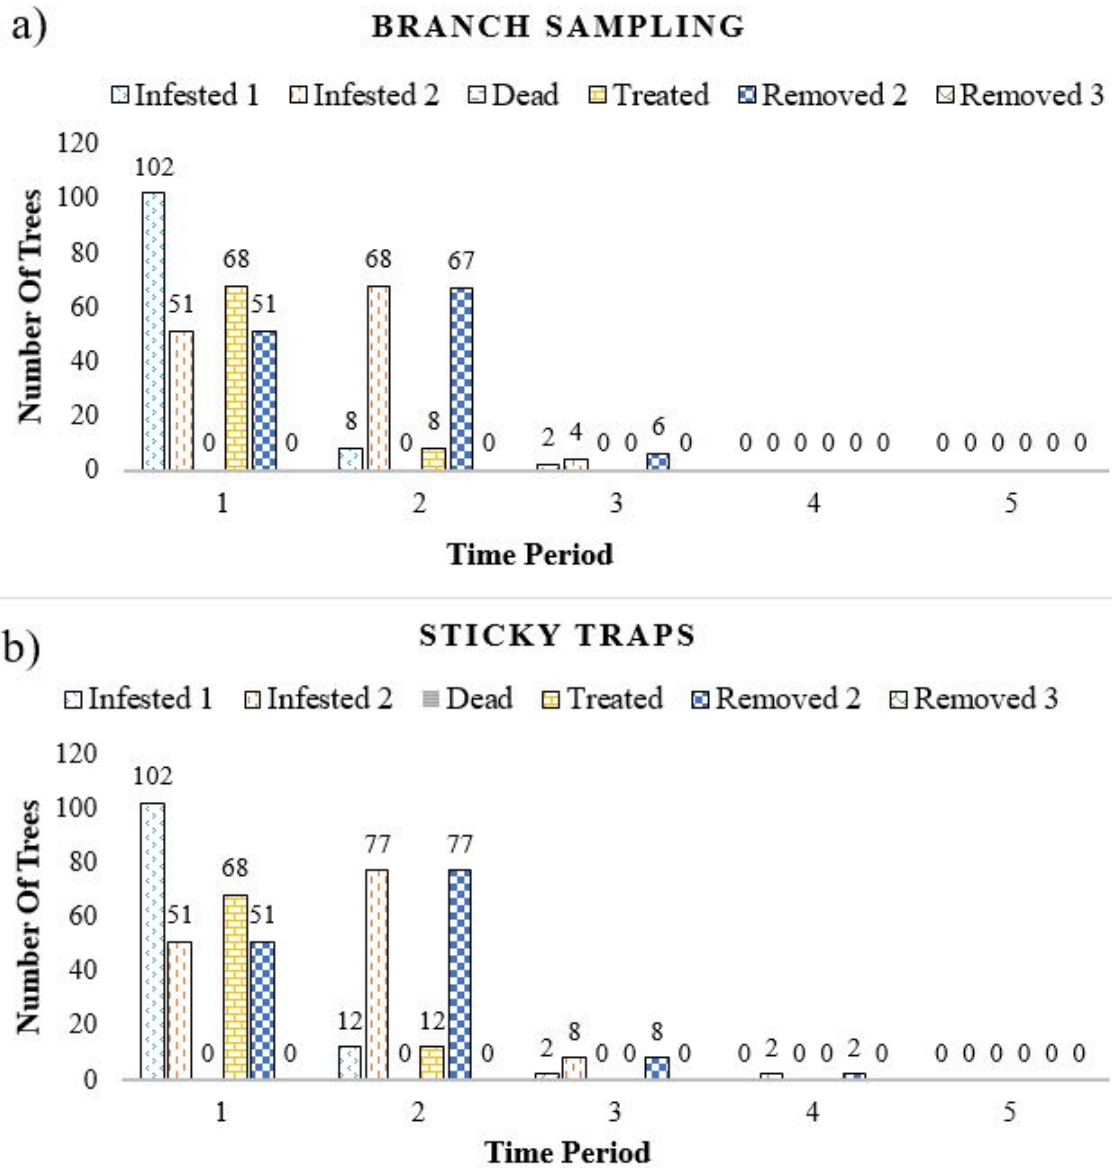 a)
BRANCH SAMPLING
Infested 1 Infested 2 Dead Treated Removed 2 Removed 3
Number Of Trees
120
100
80
60
40
20
0
102 51 0 68 51 0
8 68 0 8 67 0
2 4 0 0 6 0
0 0 0 0 0 0
0 0 0 0 0 0
1 2 3 4 5
Time Period
b)
STICKY TRAPS
Infested 1 Infested 2 Dead Treated Removed 2 Removed 3
Number Of Trees
120
100
80
60
40
20
0
102 51 0 68 51 0
12 77 0 12 77 0
2 8 0 0 8 0
0 2 0 0 2 0
0 0 0 0 0 0
1 2 3 4 5
Time Period